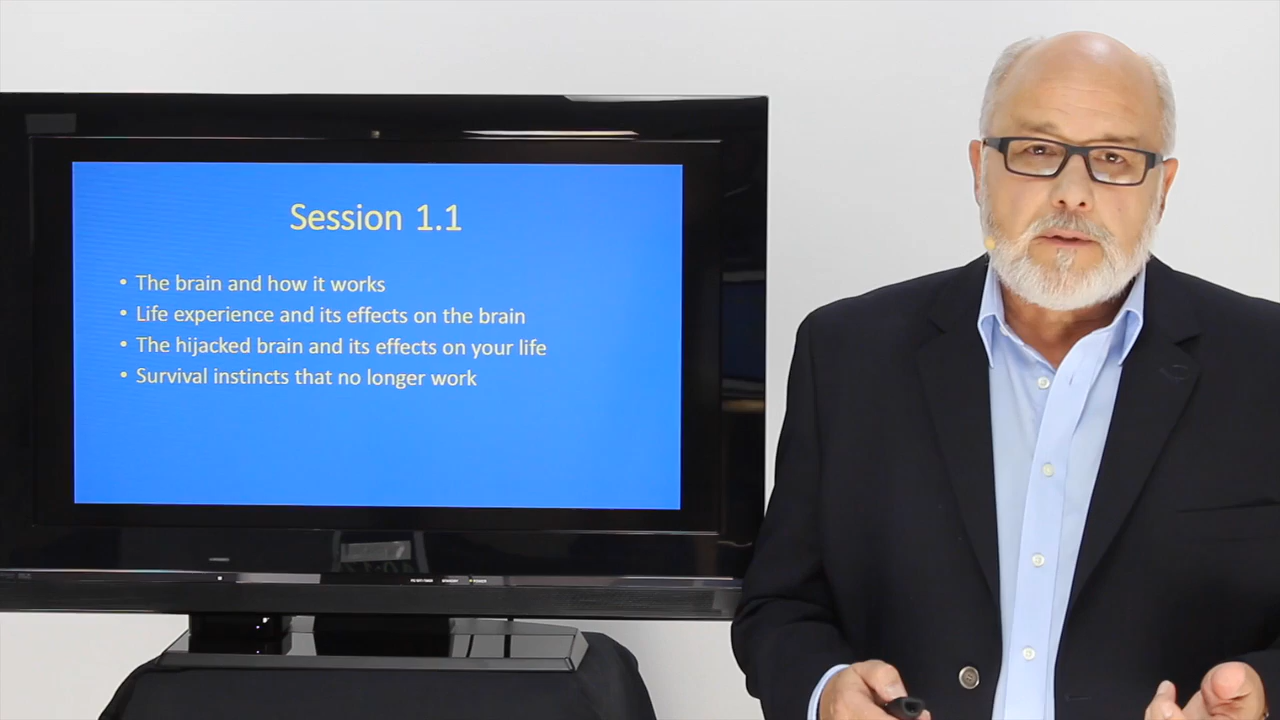 Session 1.1
• The brain and how it works
• Life experience and its effects on the brain
• The hijacked brain and its effects on your life
• Survival instincts that no longer work